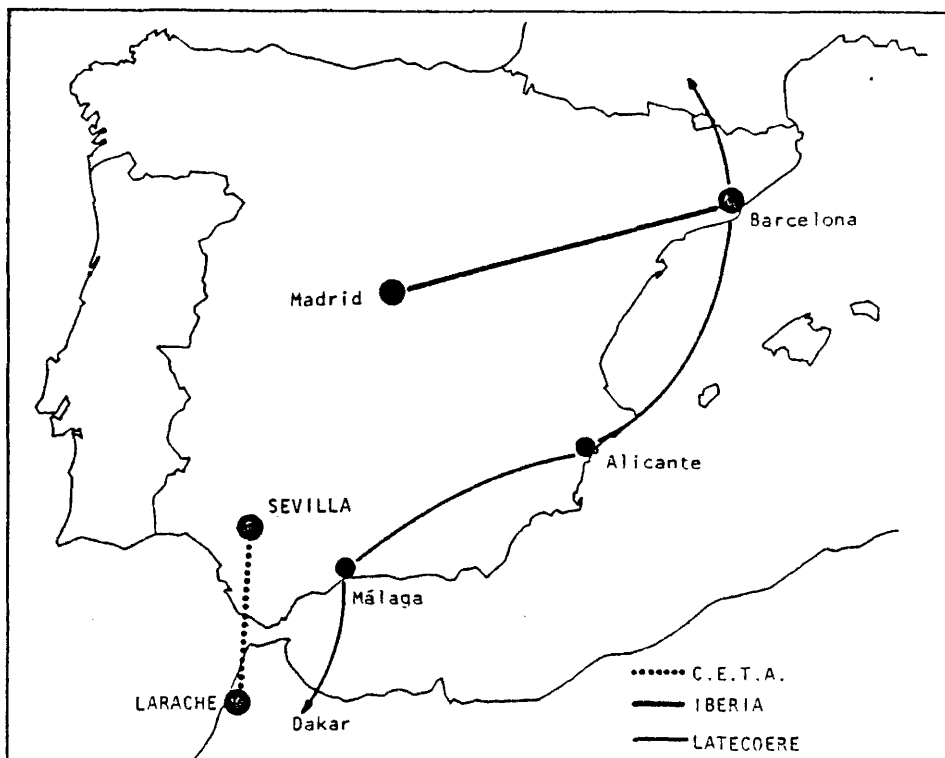 Barcelona
Madrid
Alicante
SEVILLA
Málaga
LARACHE
Dakar
C.E.T.A.
IBERIA
LATECOERE